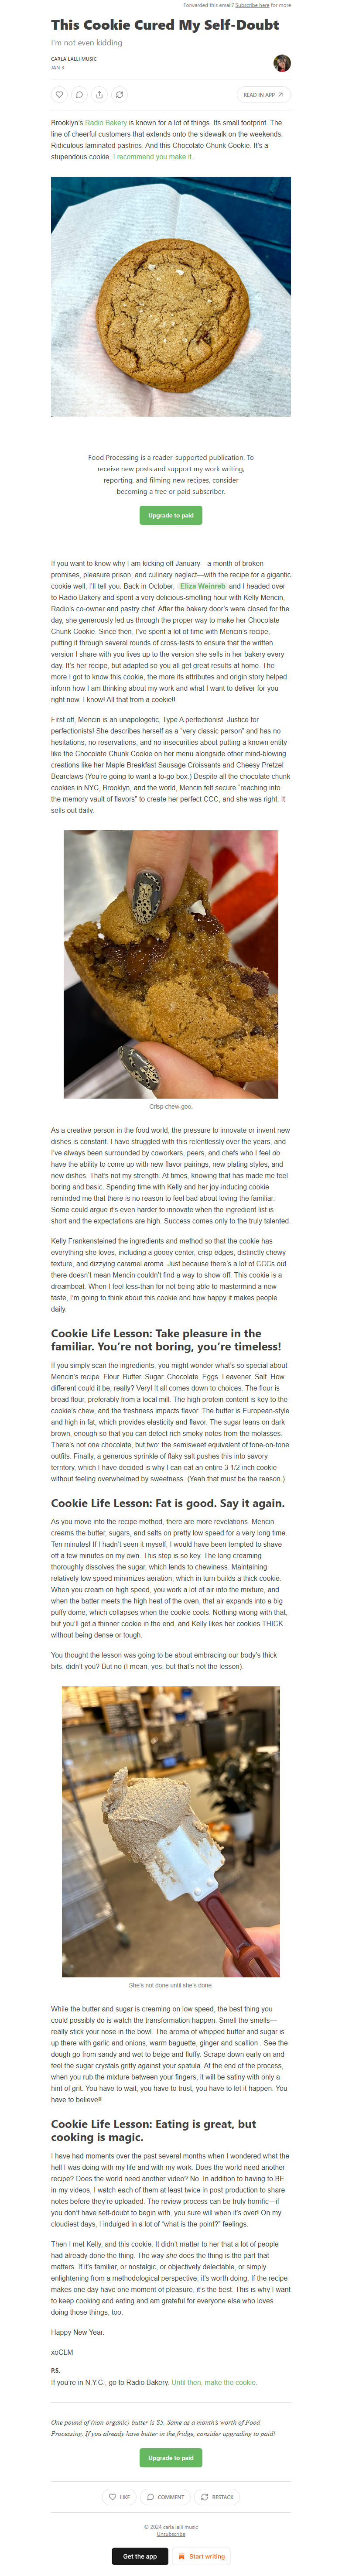 Forwarded this email? Subscribe here for more
This Cookie Cured My Self-Doubt
I'm not even kidding
CARLA LALLI MUSIC
JAN 3
READ IN APP
Brooklyn's Radio Bakery is known for a lot of things. Its small footprint. The
line of cheerful customers that extends onto the sidewalk on the weekends.
Ridiculous laminated pastries. And this Chocolate Chunk Cookie. It's a
stupendous cookie. I recommend you make it.
Food Processing is a reader-supported publication. To
receive new posts and support my work writing,
reporting, and filming new recipes, consider
becoming a free or paid subscriber.
Upgrade to paid
If you want to know why I am kicking off January—a month of broken
promises, pleasure prison, and culinary neglect—with the recipe for a gigantic
cookie well, I'll tell you. Back in October, Eliza Weinreb and I headed over
to Radio Bakery and spent a very delicious-smelling hour with Kelly Mencin,
Radio's co-owner and pastry chef. After the bakery door's were closed for the
day, she generously led us through the proper way to make her Chocolate
Chunk Cookie. Since then, I've spent a lot of time with Mencin's recipe,
putting it through several rounds of cross-tests to ensure that the written
version I share with you lives up to the version she sells in her bakery every
day. It's her recipe, but adapted so you all get great results at home. The
more I got to know this cookie, the more its attributes and origin story helped
inform how I am thinking about my work and what I want to deliver for you
right now. I know! All that from a cookie!!
First off, Mencin is an unapologetic, Type A perfectionist. Justice for
perfectionists! She describes herself as a "very classic person" and has no
hesitations, no reservations, and no insecurities about putting a known entity
like the Chocolate Chunk Cookie on her menu alongside other mind-blowing
creations like her Maple Breakfast Sausage Croissants and Cheesy Pretzel
Bearclaws (You're going to want a to-go box.) Despite all the chocolate chunk
cookies in NYC, Brooklyn, and the world, Mencin felt secure "reaching into
the memory vault of flavors" to create her perfect CCC, and she was right. It
sells out daily.
Crisp-chew-goo.
As a creative person in the food world, the pressure to innovate or invent new
dishes is constant. I have struggled with this relentlessly over the years, and
I've always been surrounded by coworkers, peers, and chefs who I feel do
have the ability to come up with new flavor pairings, new plating styles, and
new dishes. That's not my strength. At times, knowing that has made me feel
boring and basic. Spending time with Kelly and her joy-inducing cookie
reminded me that there is no reason to feel bad about loving the familiar.
Some could argue it's even harder to innovate when the ingredient list is
short and the expectations are high. Success comes only to the truly talented.
Kelly Frankensteined the ingredients and method so that the cookie has
everything she loves, including a gooey center, crisp edges, distinctly chewy
texture, and dizzying caramel aroma. Just because there's a lot of CCCs out
there doesn't mean Mencin couldn't find a way to show off. This cookie is a
dreamboat. When I feel less-than for not being able to mastermind a new
taste, I'm going to think about this cookie and how happy it makes people
daily.
Cookie Life Lesson: Take pleasure in the
familiar. You're not boring, you're timeless!
If you simply scan the ingredients, you might wonder what's so special about
Mencin's recipe. Flour. Butter. Sugar. Chocolate. Eggs. Leavener. Salt. How
different could it be, really? Very! It all comes down to choices. The flour is
bread flour, preferably from a local mill. The high protein content is key to the
cookie's chew, and the freshness impacts flavor. The butter is European-style
and high in fat, which provides elasticity and flavor. The sugar leans on dark
brown, enough so that you can detect rich smoky notes from the molasses.
There's not one chocolate, but two: the semisweet equivalent of tone-on-tone
outfits. Finally, a generous sprinkle of flaky salt pushes this into savory
territory, which I have decided is why I can eat an entire 3 1/2 inch cookie
without feeling overwhelmed by sweetness. (Yeah that must be the reason.)
Cookie Life Lesson: Fat is good. Say it again.
As you move into the recipe method, there are more revelations. Mencin
creams the butter, sugars, and salts on pretty low speed for a very long time.
Ten minutes! If I hadn't seen it myself, I would have been tempted to shave
off a few minutes on my own. This step is so key. The long creaming
thoroughly dissolves the sugar, which lends to chewiness. Maintaining
relatively low speed minimizes aeration, which in turn builds a thick cookie.
When you cream on high speed, you work a lot of air into the mixture, and
when the batter meets the high heat of the oven, that air expands into a big
puffy dome, which collapses when the cookie cools. Nothing wrong with that,
but you'll get a thinner cookie in the end, and Kelly likes her cookies THICK
without being dense or tough.
You thought the lesson was going to be about embracing our body's thick
bits, didn't you? But no (I mean, yes, but that's not the lesson).
She's not done until she's done.
While the butter and sugar is creaming on low speed, the best thing you
could possibly do is watch the transformation happen. Smell the smells—
really stick your nose in the bowl. The aroma of whipped butter and sugar is
up there with garlic and onions, warm baguette, ginger and scallion . See the
dough go from sandy and wet to beige and fluffy. Scrape down early on and
feel the sugar crystals gritty against your spatula. At the end of the process,
when you rub the mixture between your fingers, it will be satiny with only a
hint of grit. You have to wait, you have to trust, you have to let it happen. You
have to believe!!
Cookie Life Lesson: Eating is great, but
cooking is magic.
I have had moments over the past several months when I wondered what the
hell I was doing with my life and with my work. Does the world need another
recipe? Does the world need another video? No. In addition to having to BE
in my videos, I watch each of them at least twice in post-production to share
notes before they're uploaded. The review process can be truly horrific—if
you don't have self-doubt to begin with, you sure will when it's over! On my
cloudiest days, I indulged in a lot of "what is the point?" feelings.
Then I met Kelly, and this cookie. It didn't matter to her that a lot of people
had already done the thing. The way she does the thing is the part that
matters. If it's familiar, or nostalgic, or objectively delectable, or simply
enlightening from a methodological perspective, it's worth doing. If the recipe
makes one day have one moment of pleasure, it's the best. This is why I want
to keep cooking and eating and am grateful for everyone else who loves
doing those things, too.
Happy New Year.
xoCLM
P.S.
If you're in N.Y.C., go to Radio Bakery. Until then, make the cookie.
One pound of (non-organic) butter is $5. Same as a month's worth of Food
Processing. If you already have butter in the fridge, consider upgrading to paid!
Upgrade to paid
LIKE
COMMENT
RESTACK
© 2024 carla lalli music
Unsubscribe
Get the app
Start writing